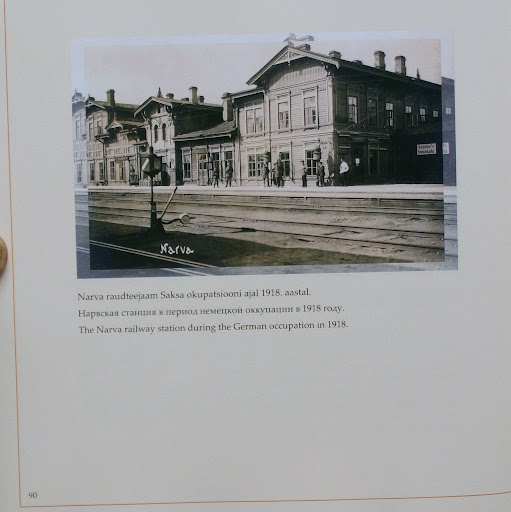 Narva
Narva raudteejaam Saksa okupatsiooni ajal 1918. aastal.
Нарвская станция в период немецкой оккупации в 1918 году.
The Narva railway station during the German occupation in 1918.
90